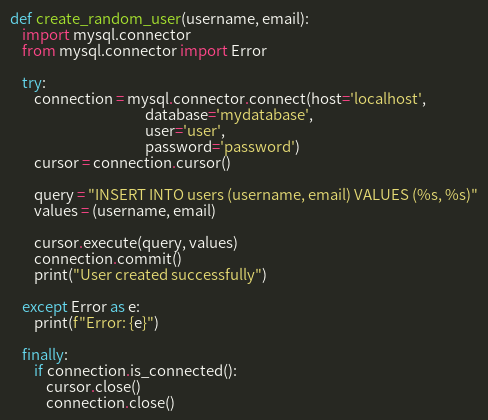 def create_random_user(username, email):
    import mysql.connector
    from mysql.connector import Error

    try:
        connection = mysql.connector.connect(host='localhost',
                                             database='mydatabase',
                                             user='user',
                                             password='password')
        cursor = connection.cursor()

        query = "INSERT INTO users (username, email) VALUES (%s, %s)"
        values = (username, email)

        cursor.execute(query, values)
        connection.commit()
        print("User created successfully")

    except Error as e:
        print(f"Error: {e}")

    finally:
        if connection.is_connected():
            cursor.close()
            connection.close()